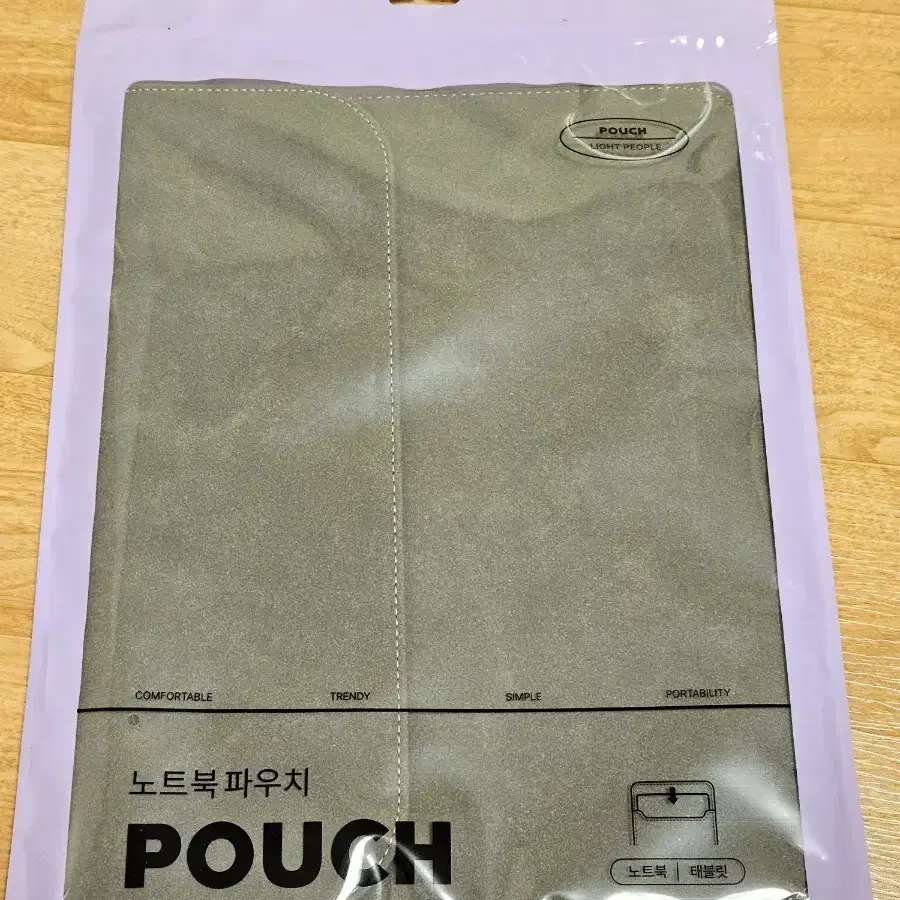 POUCH
LIGHT PEOPLE
COMFORTABLE TRENDY SIMPLE PORTABILITY
노트북 파우치
POUCH
노트북 | 태블릿